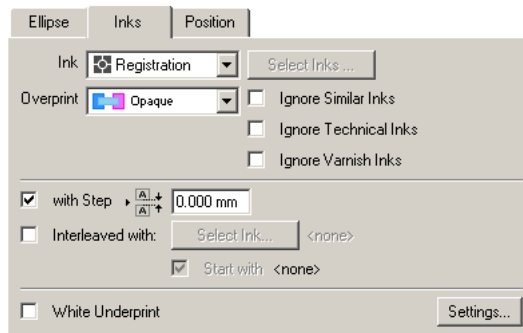 Ellipse Inks Position
Ink Registration Select Inks ...
Overprint Opaque Ignore Similar Inks
Ignore Technical Inks
Ignore Varnish Inks
with Step A A 0.000 mm
Interleaved with: Select Ink... <none>
Start with <none>
White Underprint Settings...